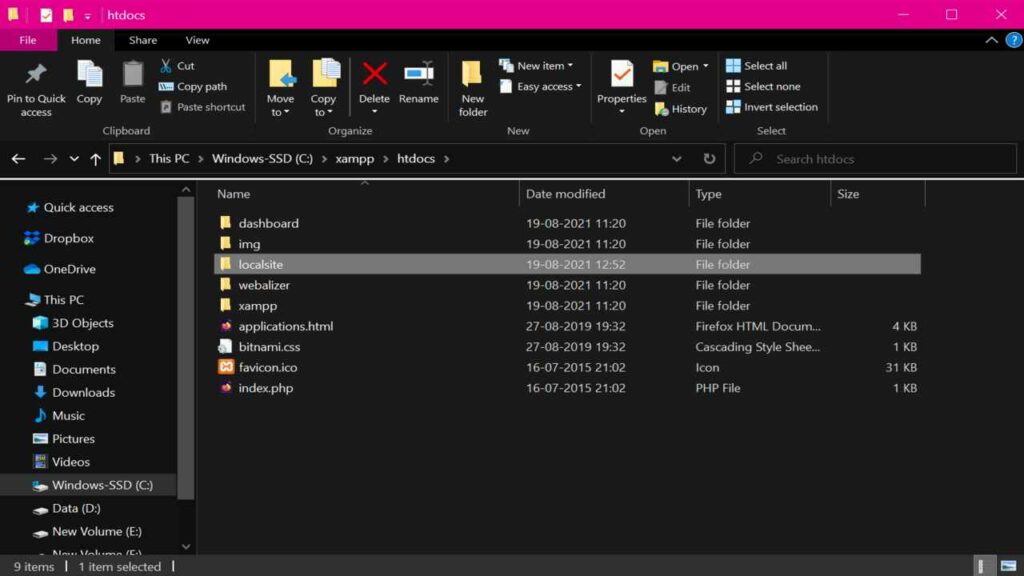 htdocs
File Home Share View
Pin to Quick access
Copy
Paste
Cut
Copy path
Paste shortcut
Clipboard
Move to
Copy to
Delete
Rename
Organize
New folder
New item
Easy access
New
Properties
Open
Edit
History
Open
Select all
Select none
Invert selection
Select
This PC > Windows-SSD (C:) > xampp > htdocs >
Search htdocs
Quick access
Dropbox
OneDrive
This PC
3D Objects
Desktop
Documents
Downloads
Music
Pictures
Videos
Windows-SSD (C:)
Data (D:)
New Volume (E:)
New Volume (E:)
Name Date modified Type Size
dashboard 19-08-2021 11:20 File folder
img 19-08-2021 11:20 File folder
localsite 19-08-2021 12:52 File folder
webalizer 19-08-2021 11:20 File folder
xampp 19-08-2021 11:20 File folder
applications.html 27-08-2019 19:32 Firefox HTML Docum... 4 KB
bitnami.css 27-08-2019 19:32 Cascading Style Shee... 1 KB
favicon.ico 16-07-2015 21:02 Icon 31 KB
index.php 16-07-2015 21:02 PHP File 1 KB
9 items | 1 item selected |